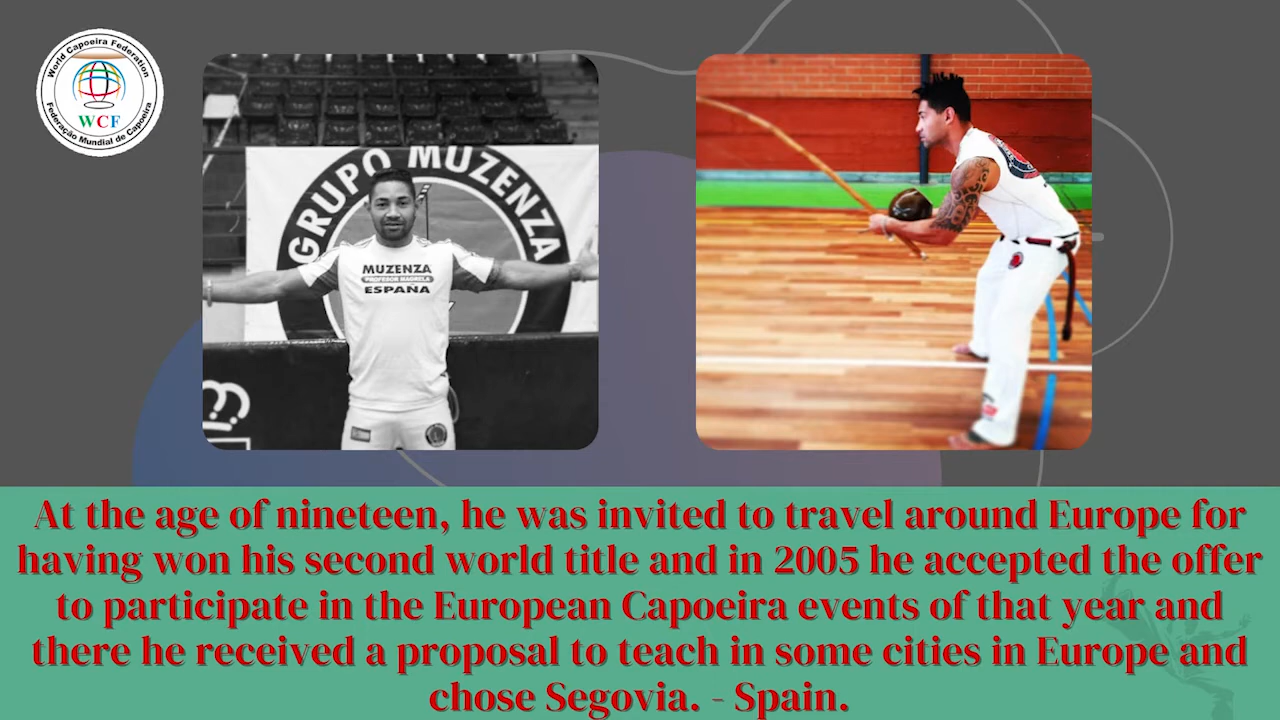 World Capoeira Federation
WCF
Federação Mundial de Capoeira
GRUPO MUZENZA
MUZENZA
ESPAÑA
At the age of nineteen, he was invited to travel around Europe for
having won his second world title and in 2005 he accepted the offer
to participate in the European Capoeira events of that year and
there he received a proposal to teach in some cities in Europe and
chose Segovia. - Spain.